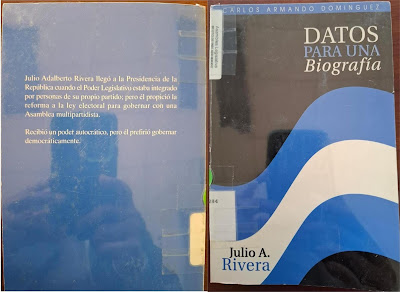 Julio Adalberto Rivera llegó a la Presidencia de la
República cuando el Poder Legislativo estaba integrado
por personas de su propio partido; pero él propició la
reforma a la ley electoral para gobernar con una
Asamblea multipartidista.
Recibió un poder autocrático, pero él prefirió gobernar
democráticamente.
CARLOS ARMANDO DOMINGUEZ
DATOS
PARA UNA
Biografía
Julio A.
Rivera